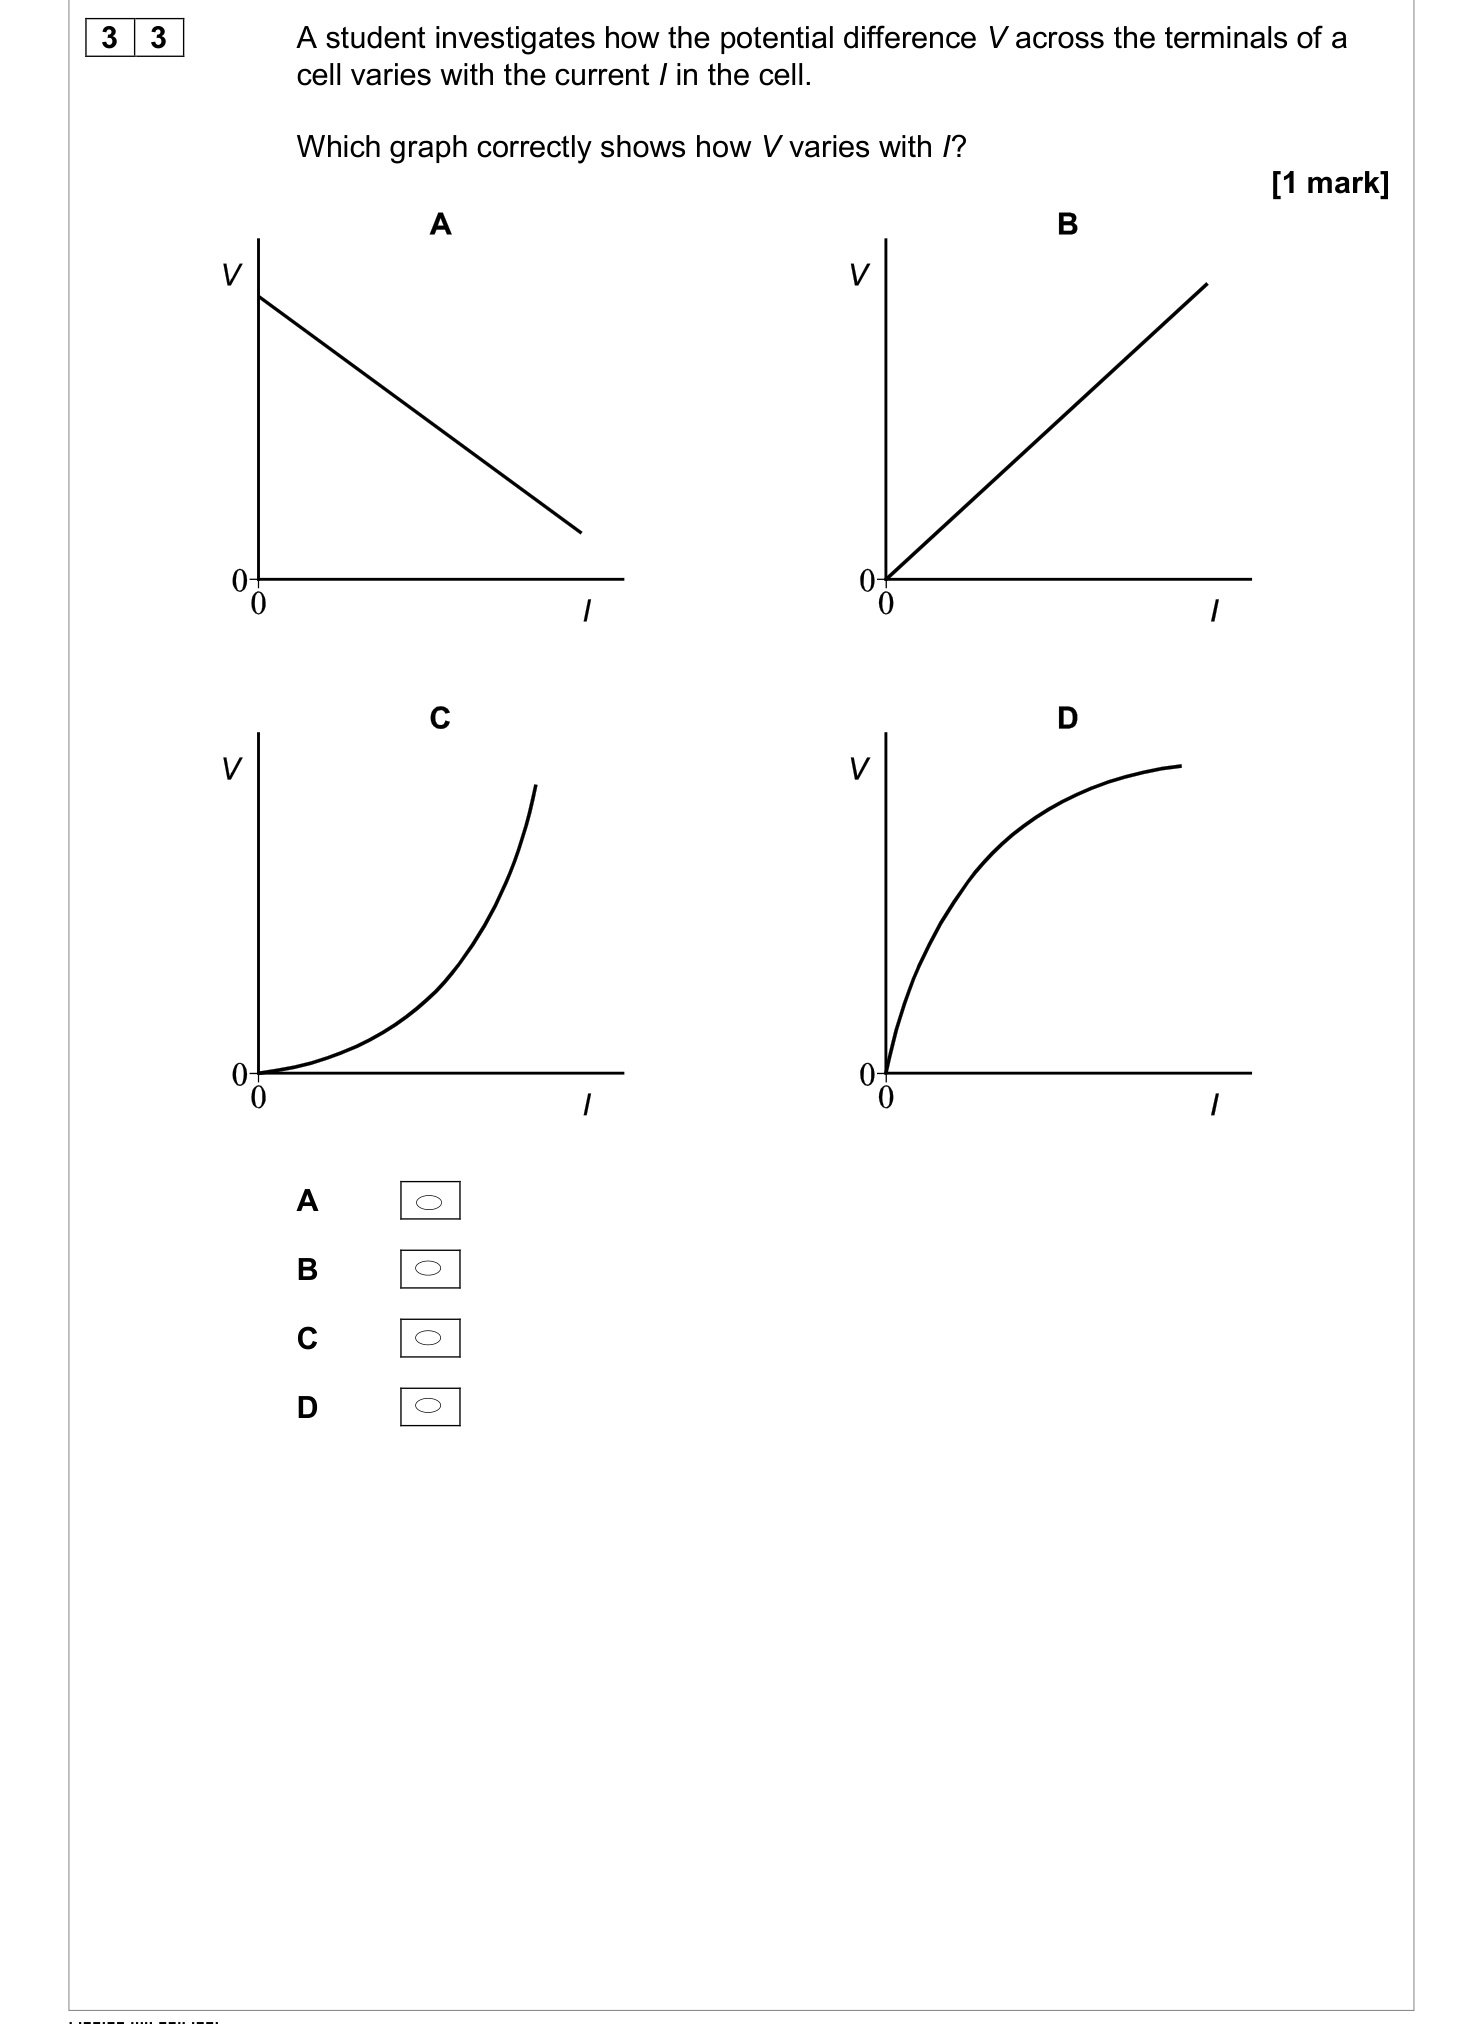 3 3
A student investigates how the potential difference V across the terminals of a
cell varies with the current I in the cell.
Which graph correctly shows how V varies with I?
[1 mark]
A B
V V
0 0
0 I 0 I
C D
V V
0 0
0 I 0 I
A
B
C
D